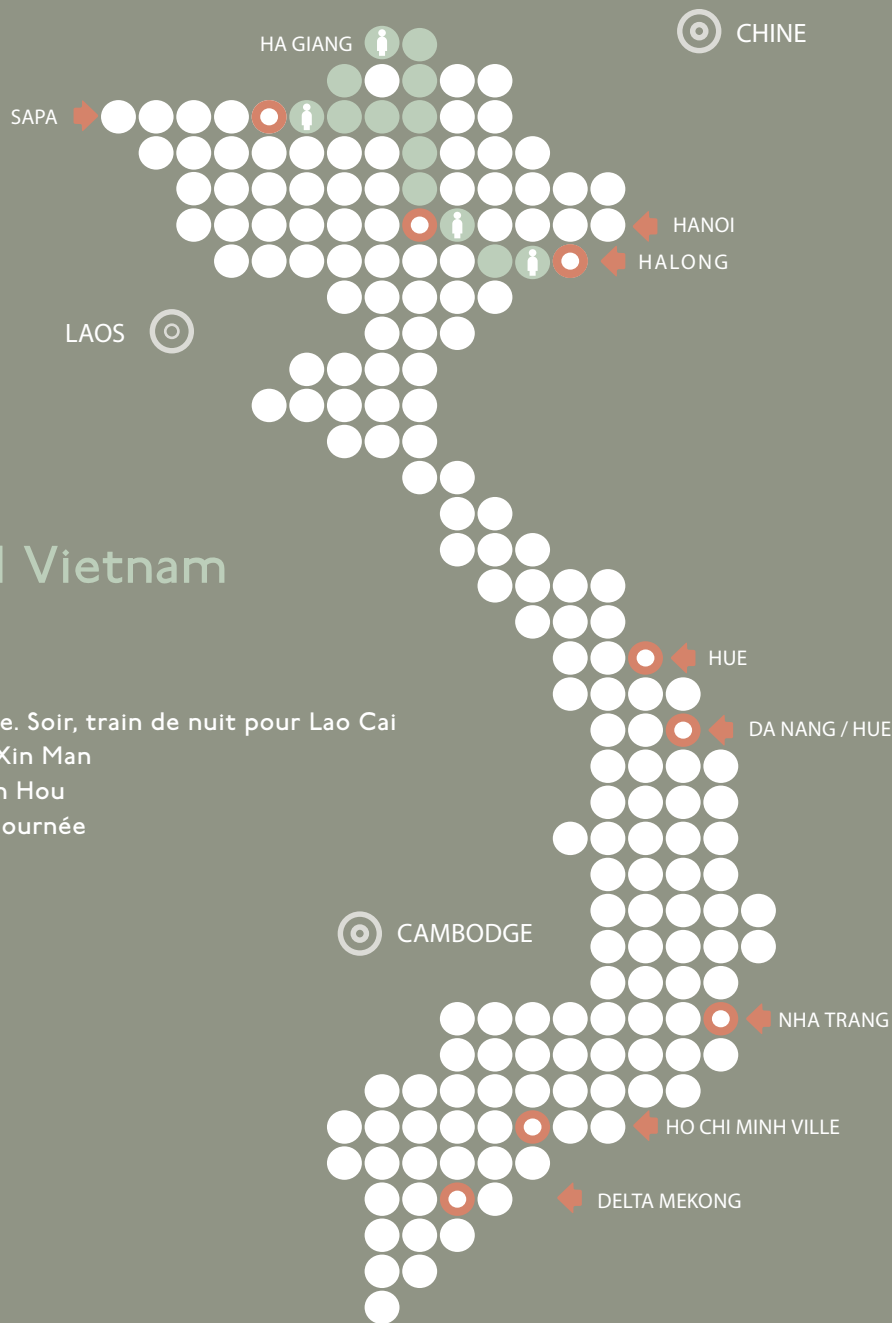 HA GIANG
CHINE
SAPA
HANOI
HALONG
LAOS
Vietnam
HUE
e. Soir, train de nuit pour Lao Cai
DA NANG / HUE
Xin Man
n Hou
ournée
CAMBODGE
NHA TRANG
HO CHI MINH VILLE
DELTA MEKONG